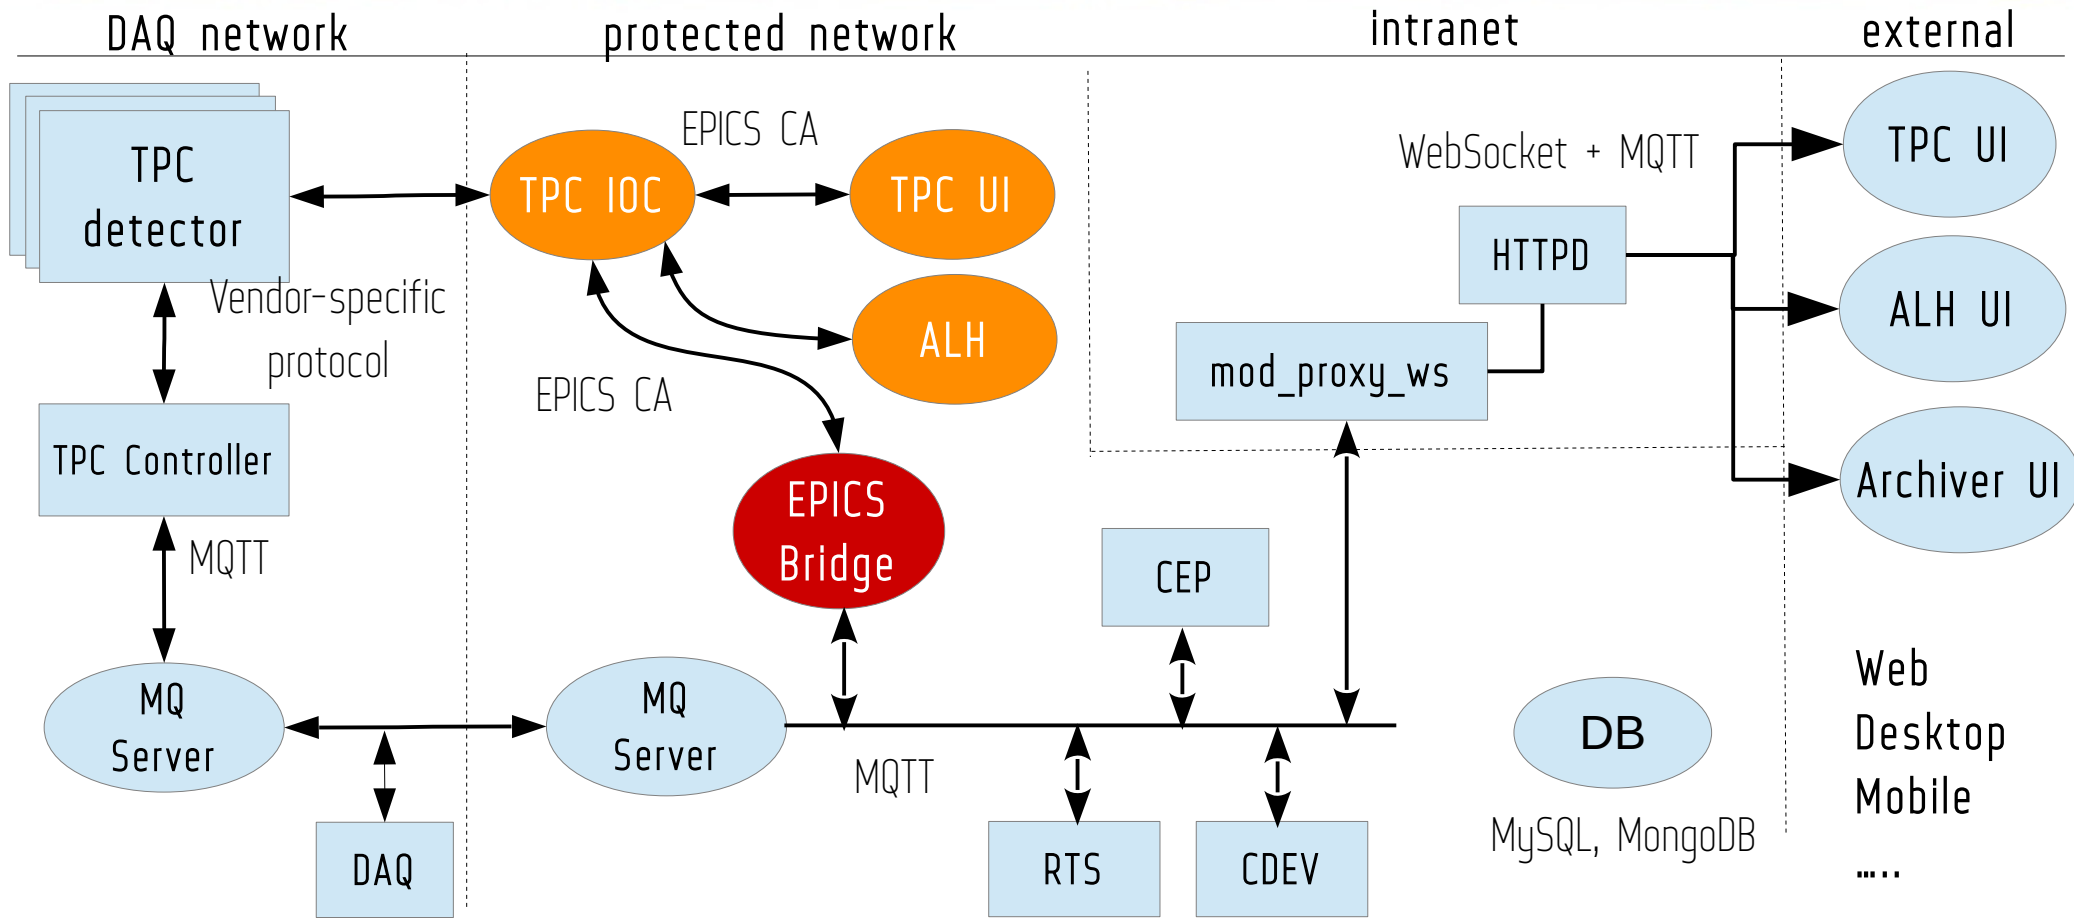 DAQ network
protected network
intranet
external
TPC
detector
Vendor-specific
protocol
TPC Controller
MQTT
MQ
Server
DAQ
EPICS CA
TPC IOC
TPC UI
ALH
EPICS CA
EPICS
Bridge
MQ
Server
MQTT
CEP
RTS
CDEV
WebSocket + MQTT
HTTPD
mod_proxy_ws
DB
MySQL, MongoDB
TPC UI
ALH UI
Archiver UI
Web
Desktop
Mobile
.....